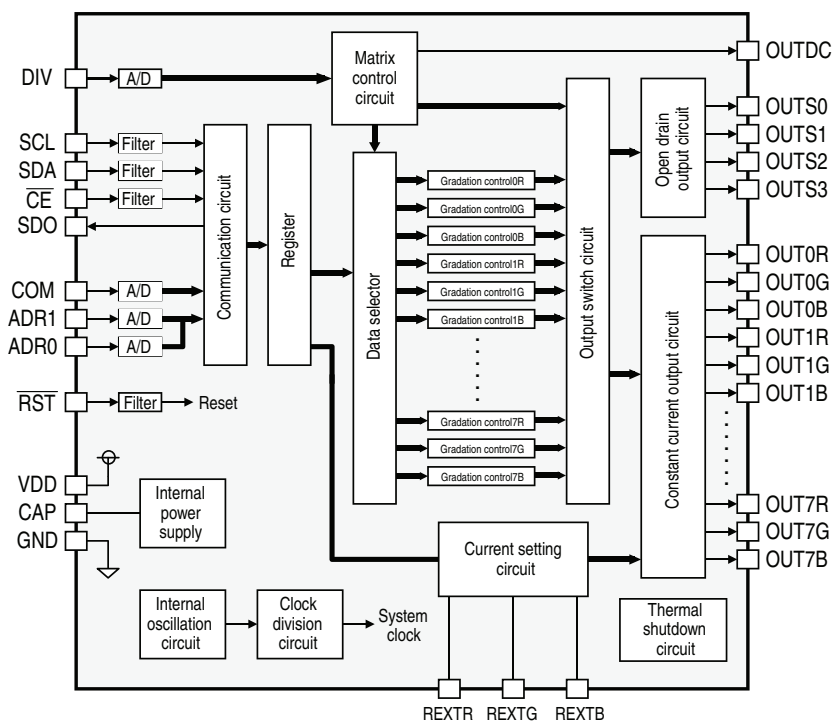 DIV
A/D
Matrix
control
circuit
OUTDC
SCL
Filter
SDA
Filter
CE
Filter
SDO
COM
A/D
ADR1
A/D
ADR0
A/D
Communication circuit
Register
Data selector
Gradation control0R
Gradation control0G
Gradation control0B
Gradation control1R
Gradation control1G
Gradation control1B
Gradation control7R
Gradation control7G
Gradation control7B
Output switch circuit
Open drain
output circuit
OUTS0
OUTS1
OUTS2
OUTS3
Constant current output circuit
OUT0R
OUT0G
OUT0B
OUT1R
OUT1G
OUT1B
OUT7R
OUT7G
OUT7B
RST
Filter
Reset
VDD
CAP
GND
Internal
power
supply
Current setting
circuit
Internal
oscillation
circuit
Clock
division
circuit
System
clock
Thermal
shutdown
circuit
REXTR
REXTG
REXTB